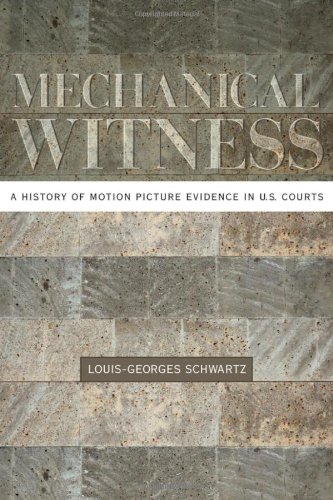 MECHANICAL
WITNESS
A HISTORY OF MOTION PICTURE EVIDENCE IN U.S. COURTS
LOUIS-GEORGES SCHWARTZ